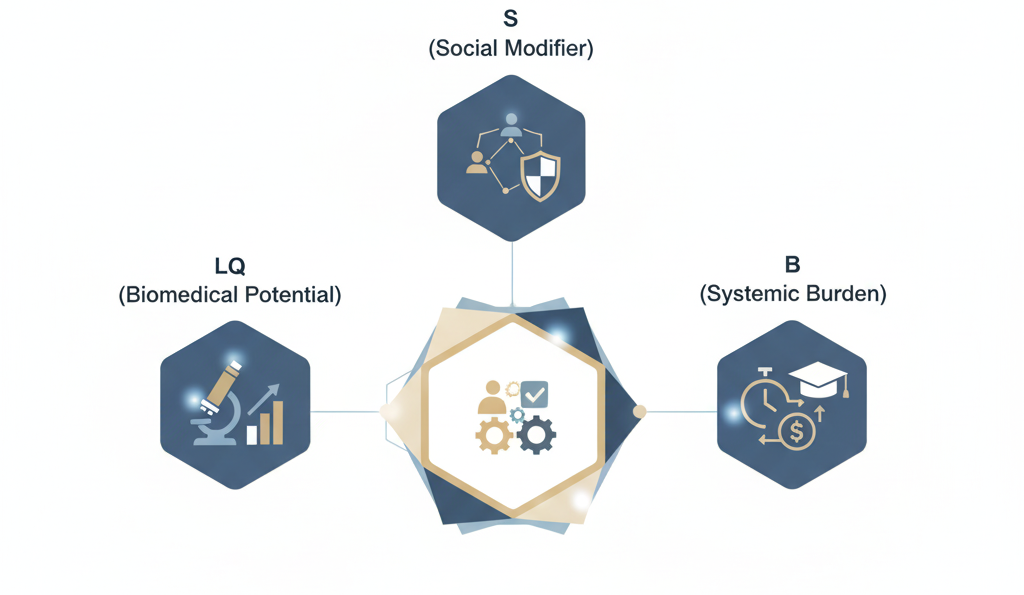 S
(Social Modifier)
LQ
(Biomedical Potential)
B
(Systemic Burden)
$